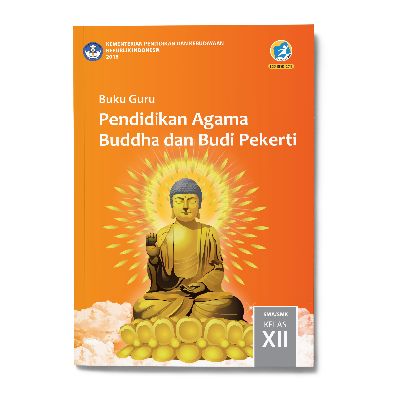 KEMENTERIAN PENDIDIKAN DAN KEBUDAYAAN
REPUBLIK INDONESIA
2018
Buku Guru
Pendidikan Agama
Buddha dan Budi Pekerti
SMA/SMK
KELAS
XII